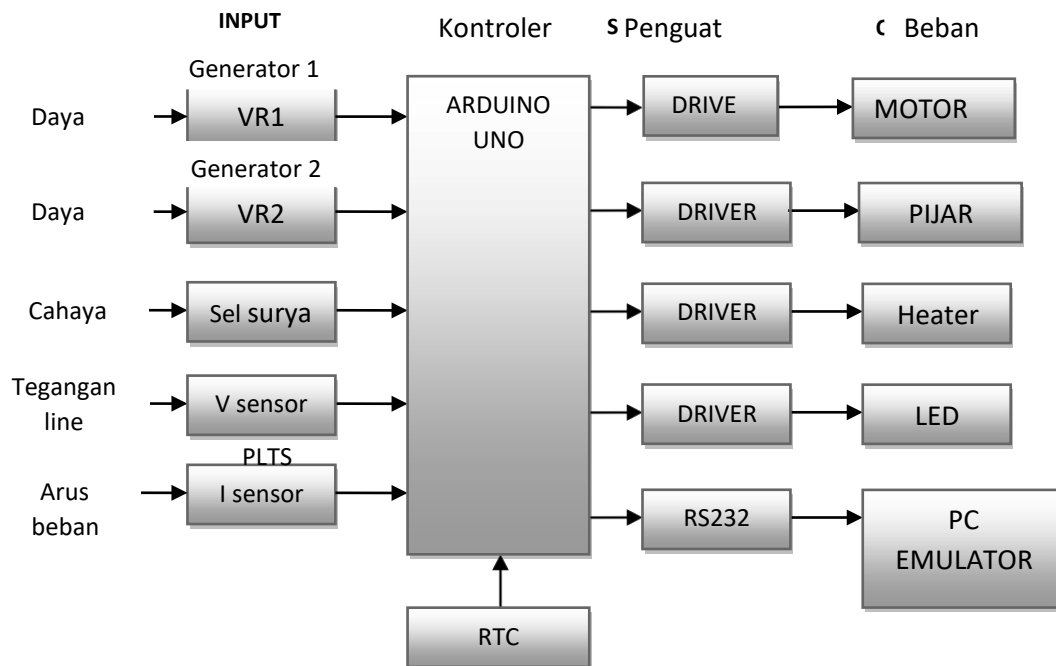 INPUT
Kontroler
S Penguat
Beban
Generator 1
Daya
VR1
ARDUINO
UNO
DRIVE
MOTOR
Generator 2
Daya
VR2
DRIVER
PIJAR
Cahaya
Sel surya
DRIVER
Heater
Tegangan
line
V sensor
DRIVER
LED
PLTS
Arus
beban
I sensor
RS232
PC
EMULATOR
RTC